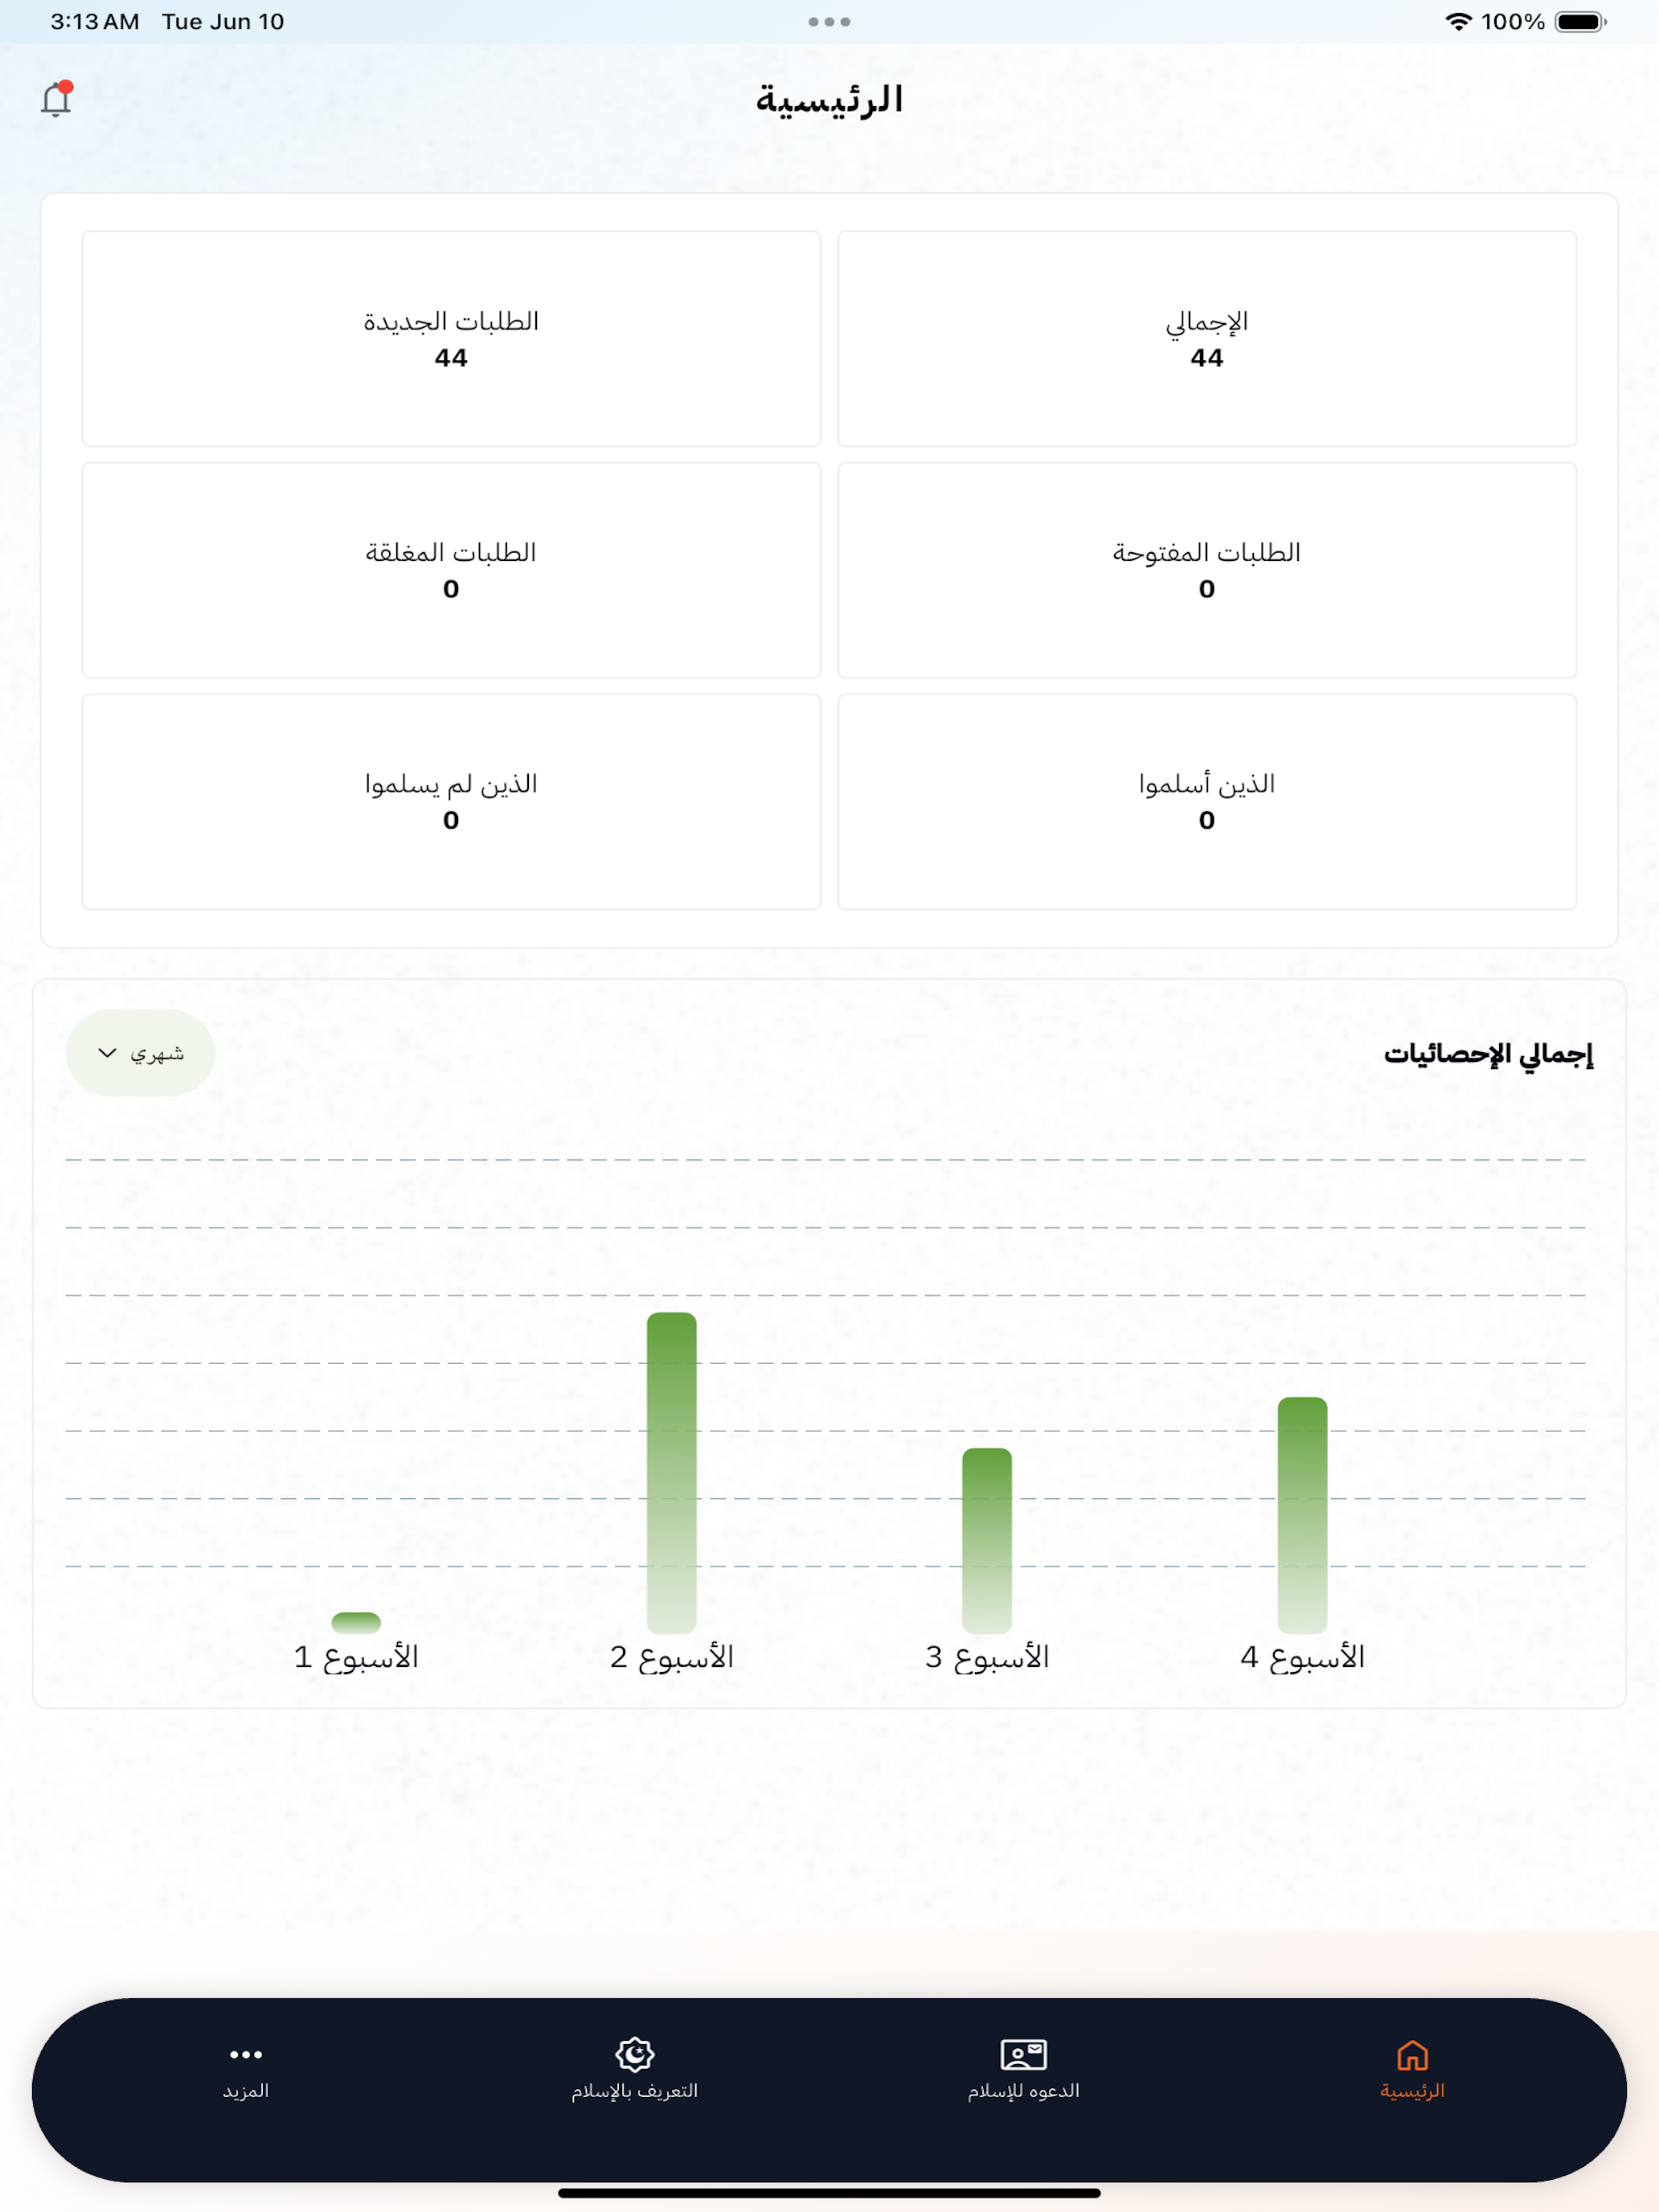 3:13 AM Tue Jun 10
100%
الرئيسية
الإجمالي
44
الطلبات الجديدة
44
الطلبات المفتوحة
0
الطلبات المغلقة
0
الذين أسلموا
0
الذين لم يسلموا
0
إجمالي الإحصائيات
شهري
الأسبوع 1
الأسبوع 2
الأسبوع 3
الأسبوع 4
الرئيسية
الدعوه للإسلام
التعريف بالإسلام
المزيد